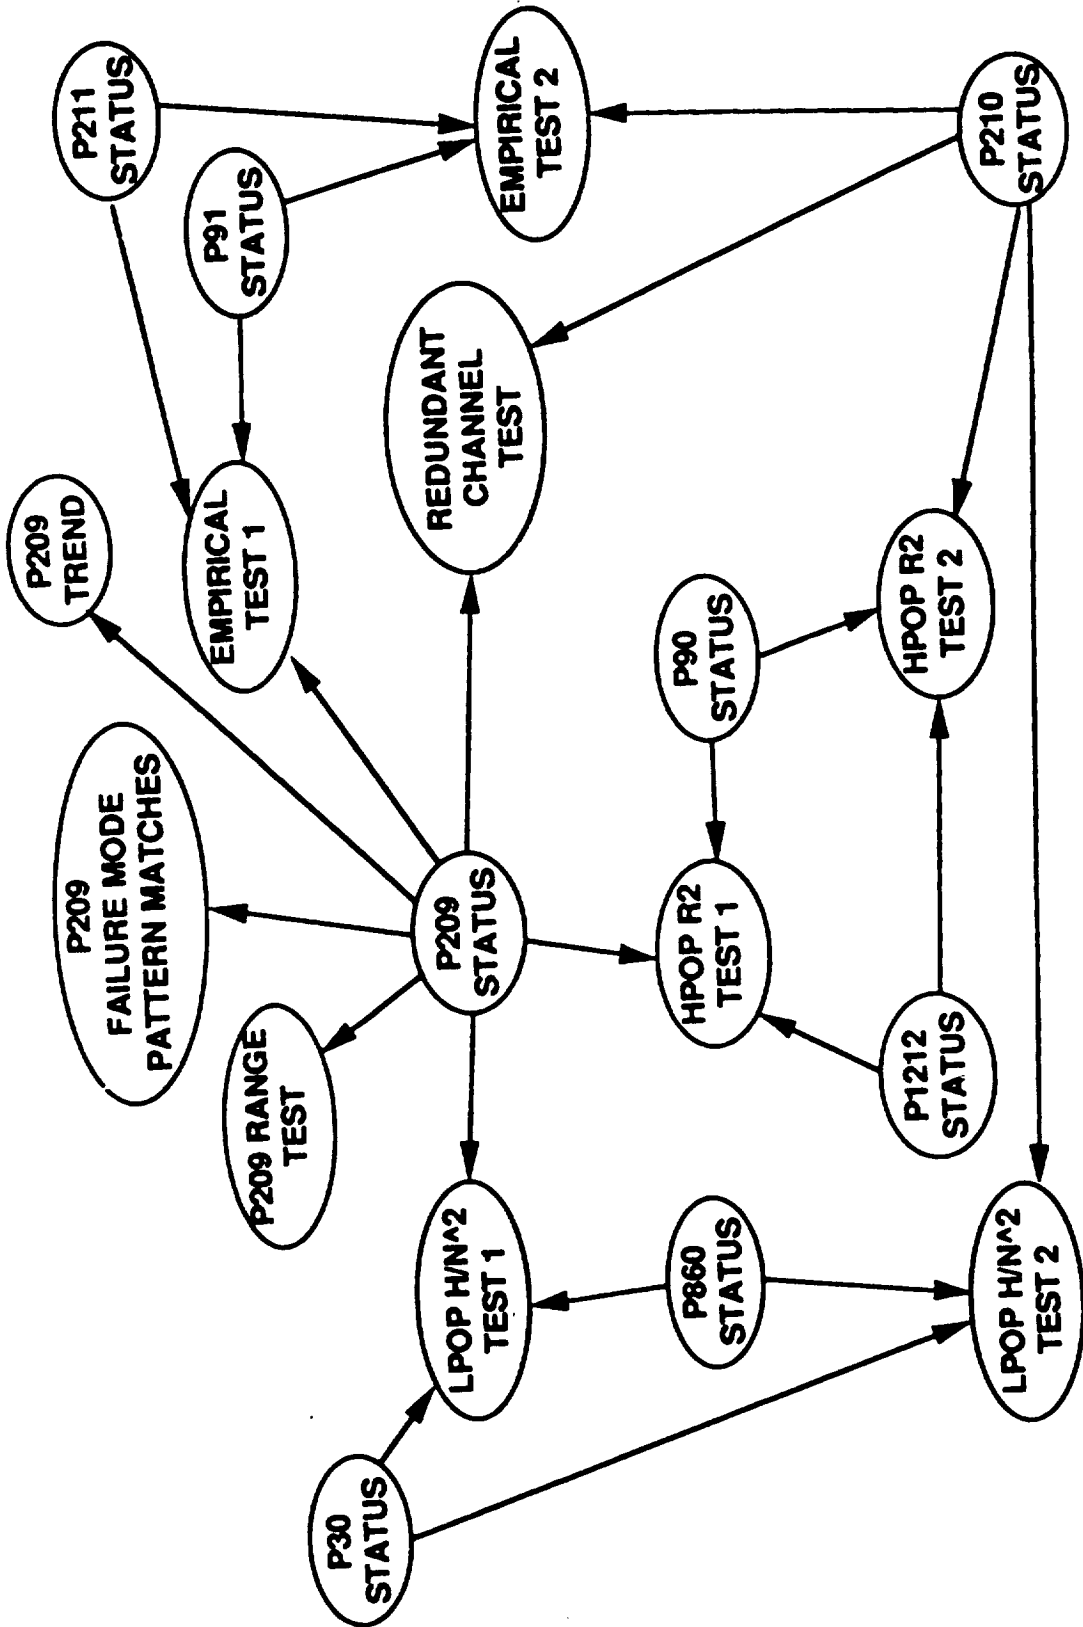 P209
TREND
P209
FAILURE MODE
PATTERN MATCHES
P211
STATUS
P209 RANGE
TEST
EMPIRICAL
TEST 1
P91
STATUS
P30
STATUS
LPOP H/N^2
TEST 1
P209
STATUS
REDUNDANT
CHANNEL
TEST
EMPIRICAL
TEST 2
P860
STATUS
HPOP R2
TEST 1
P90
STATUS
P1212
STATUS
HPOP R2
TEST 2
LPOP H/N^2
TEST 2
P210
STATUS